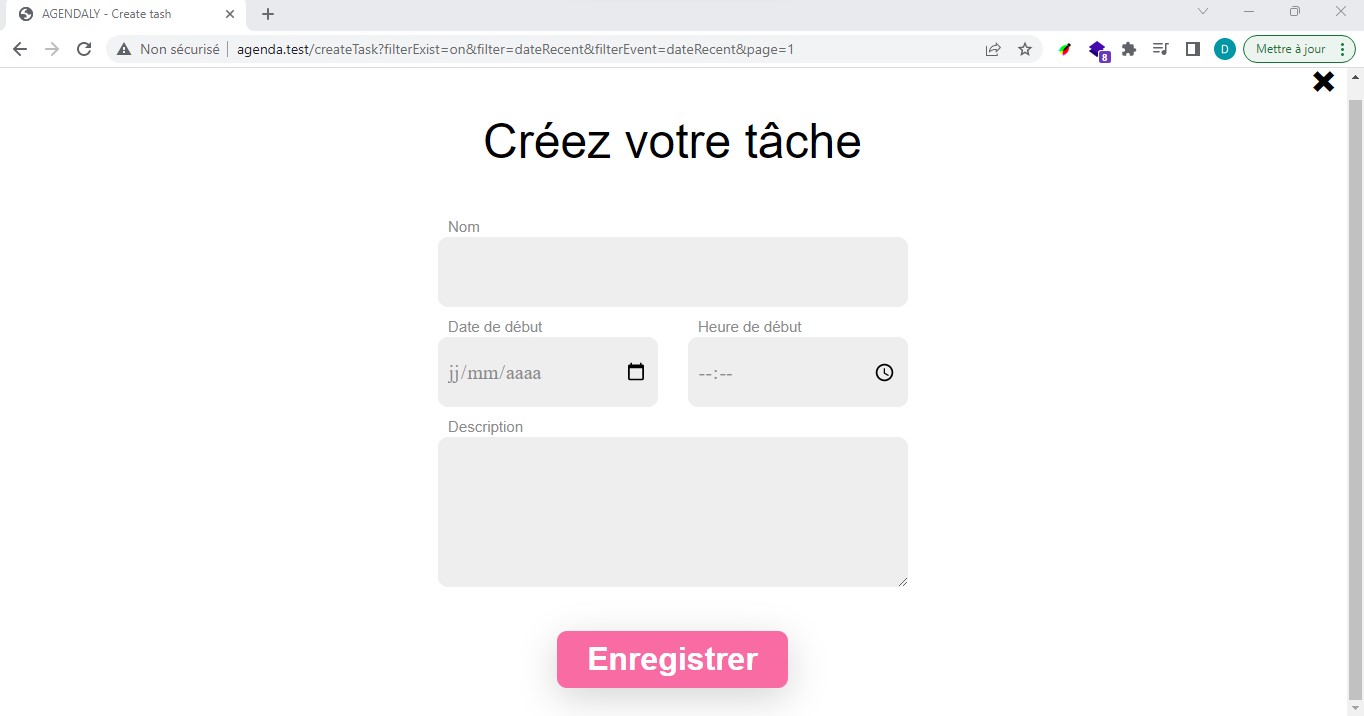 AGENDALY - Create tash
Non sécurisé agenda.test/createTask?filterExist=on&filter=dateRecent&filterEvent=dateRecent&page=1
8
D
Mettre à jour
Créez votre tâche
Nom
Date de début Heure de début
jj/mm/aaaa --:--
Description
Enregistrer